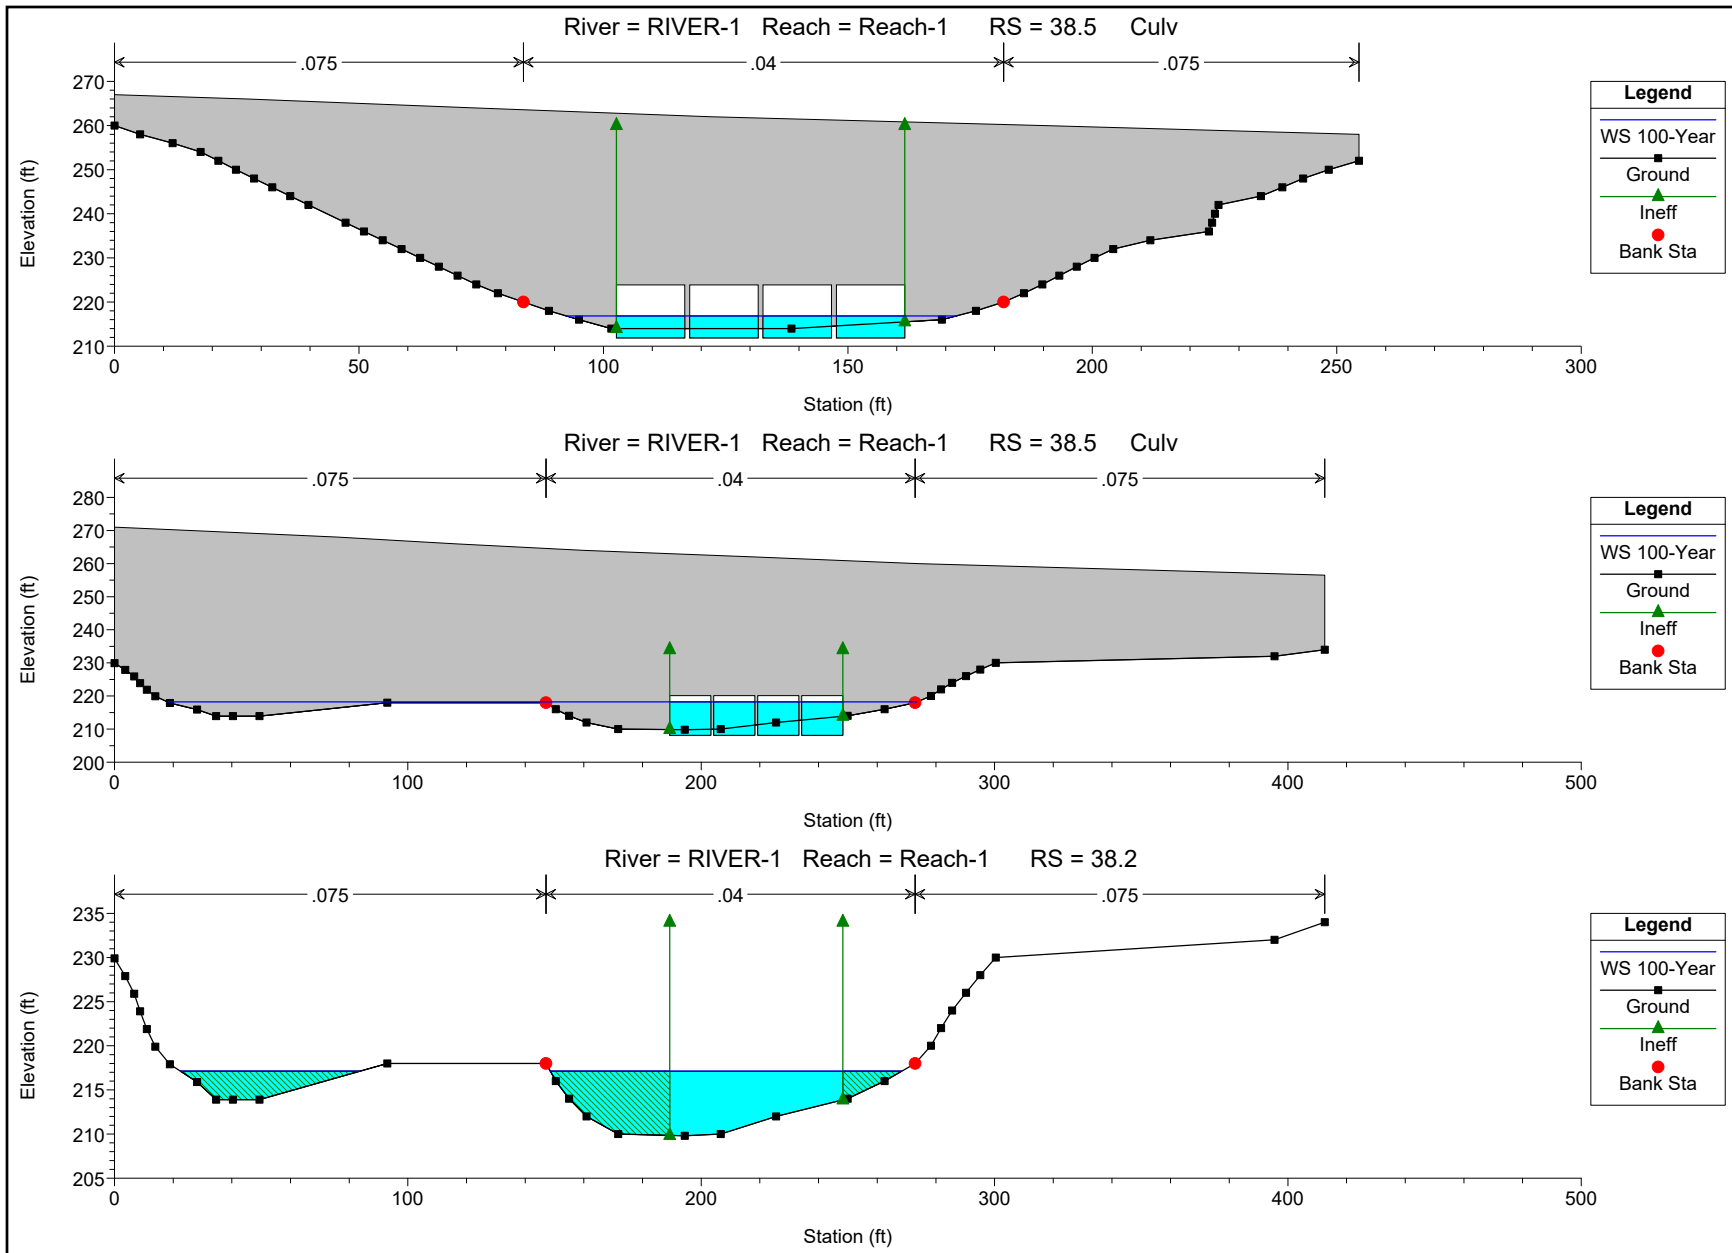 River = RIVER-1 Reach = Reach-1 RS = 38.5 Culv
.075 .04 .075
270
260
250
240
230
220
210
Elevation (ft)
0 50 100 150 200 250 300
Station (ft)
Legend
WS 100-Year
Ground
Ineff
Bank Sta
River = RIVER-1 Reach = Reach-1 RS = 38.5 Culv
.075 .04 .075
280
270
260
250
240
230
220
210
200
Elevation (ft)
0 100 200 300 400 500
Station (ft)
Legend
WS 100-Year
Ground
Ineff
Bank Sta
River = RIVER-1 Reach = Reach-1 RS = 38.2
.075 .04 .075
235
230
225
220
215
210
205
Elevation (ft)
0 100 200 300 400 500
Station (ft)
Legend
WS 100-Year
Ground
Ineff
Bank Sta